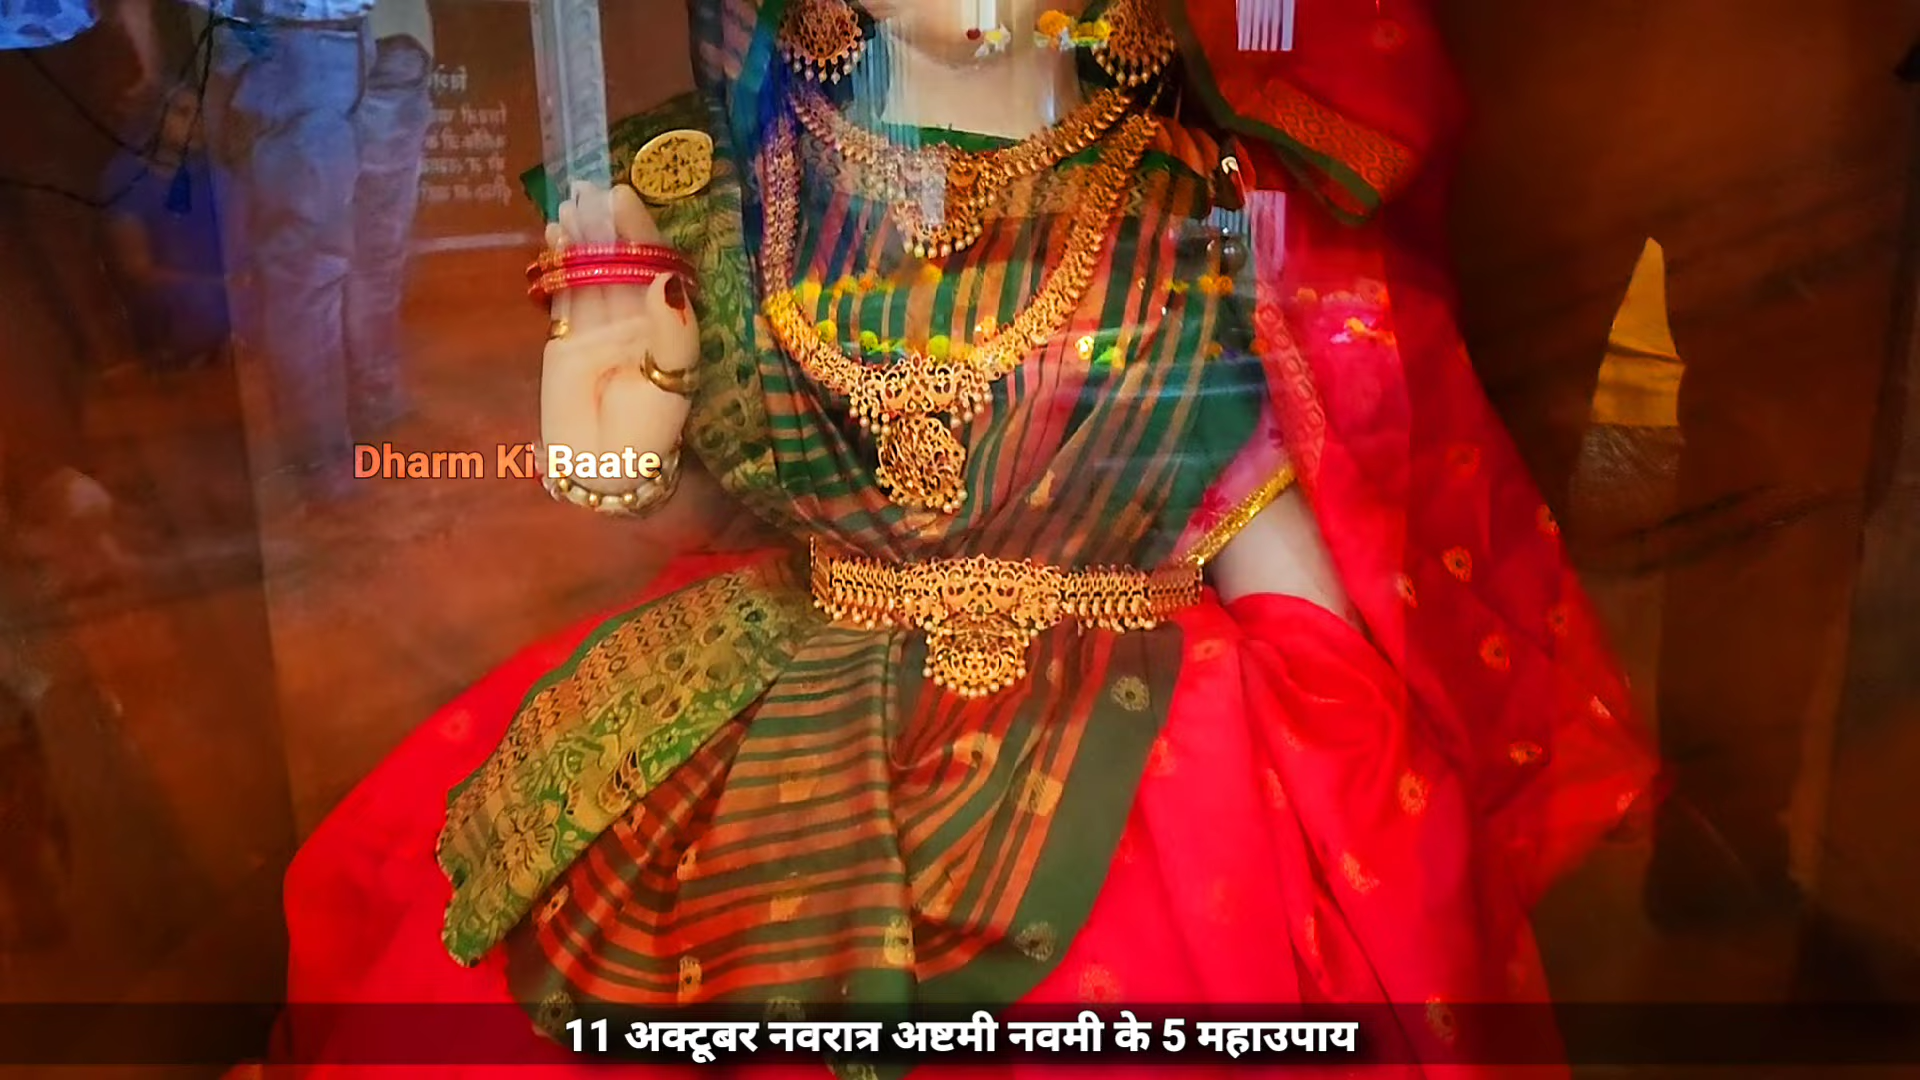 Dharm Ki Baate
11 अक्टूबर नवरात्र अष्टमी नवमी के 5 महाउपाय